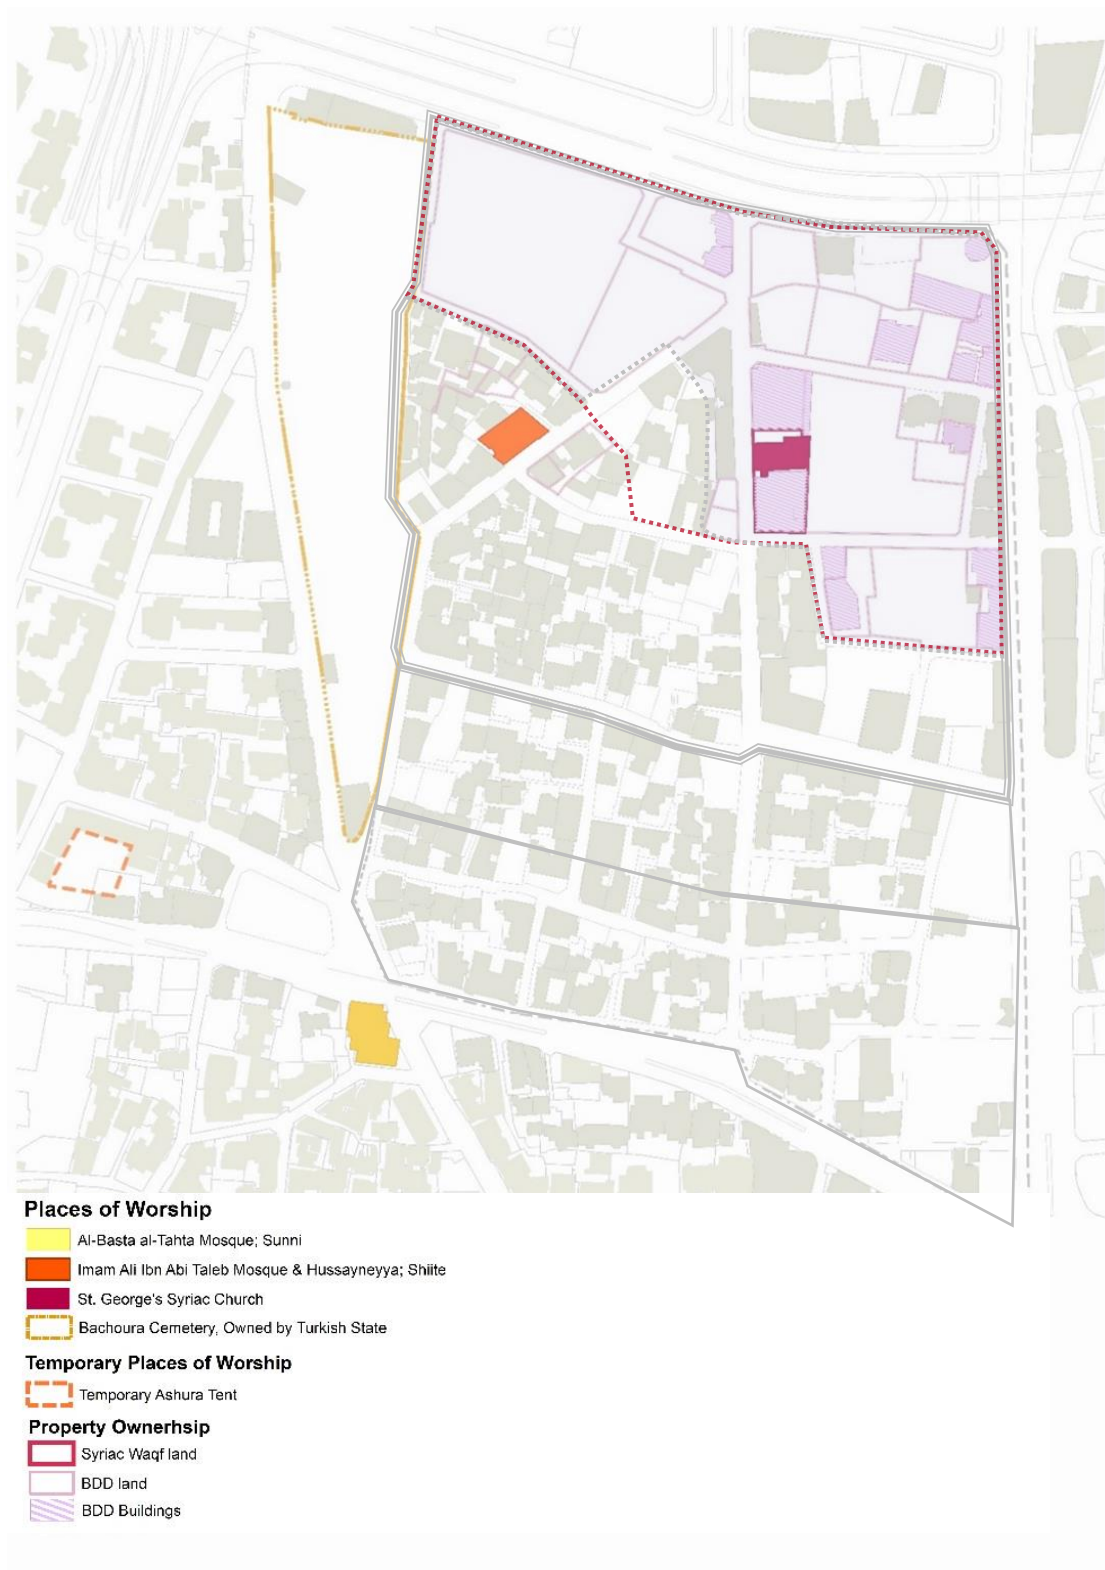 Places of Worship
Al-Basta al-Tahta Mosque; Sunni
Imam Ali Ibn Abi Taleb Mosque & Hussayneyya; Shiite
St. George's Syriac Church
Bachoura Cemetery, Owned by Turkish State
Temporary Places of Worship
Temporary Ashura Tent
Property Ownerhsip
Syriac Waqf land
BDD land
BDD Buildings